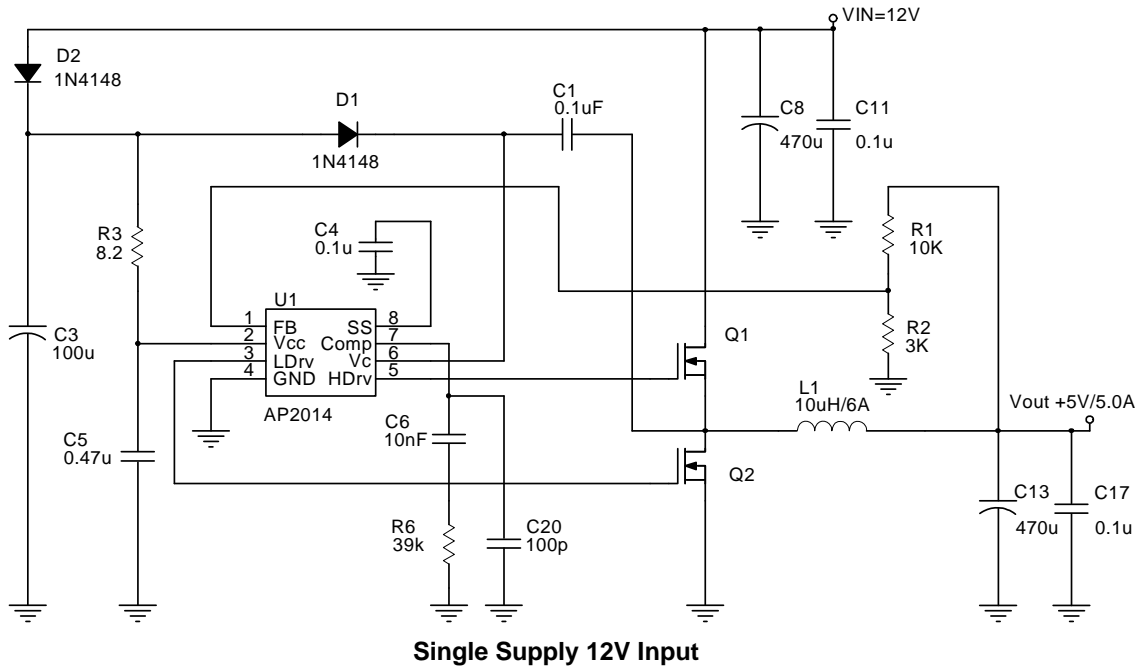 VIN=12V
D2
1N4148
D1
1N4148
C1
0.1uF
C8
470u
C11
0.1u
R3
8.2
C4
0.1u
R1
10K
U1
1 FB SS 8
2 Vcc Comp 7
3 LDrv Vc 6
4 GND HDrv 5
AP2014
C3
100u
Q1
R2
3K
L1
10uH/6A
Vout +5V/5.0A
C6
10nF
C5
0.47u
Q2
R6
39k
C20
100p
C13
470u
C17
0.1u
Single Supply 12V Input